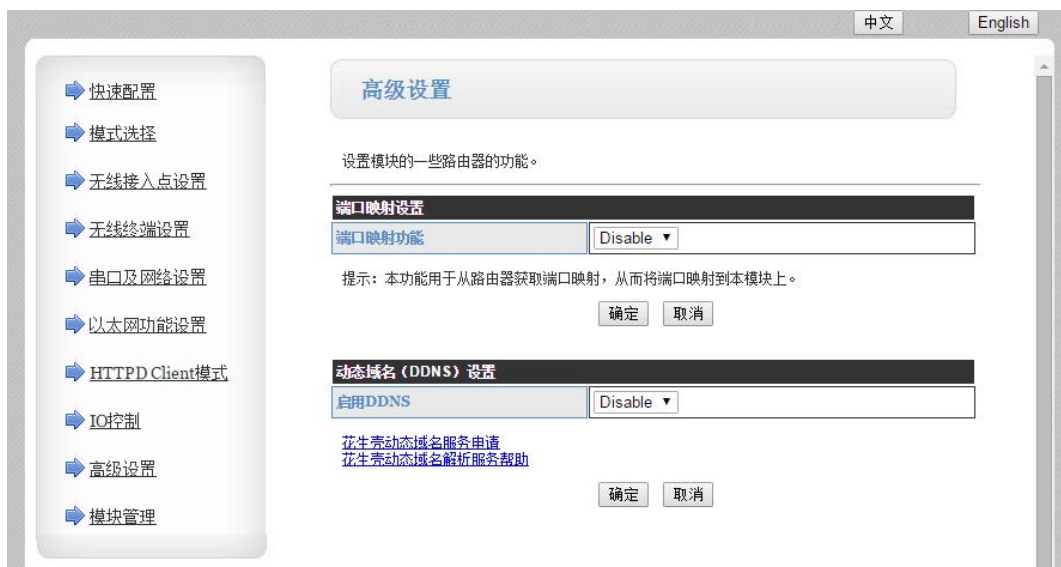 中文 English
快速配置
模式选择
无线接入点设置
无线终端设置
串口及网络设置
以太网功能设置
HTTPD Client模式
IO控制
高级设置
模块管理
高级设置
设置模块的一些路由器的功能。
端口映射设置
端口映射功能 Disable
提示：本功能用于从路由器获取端口映射，从而将端口映射到本模块上。
确定 取消
动态域名（DDNS）设置
启用DDNS Disable
花生壳动态域名服务申请
花生壳动态域名解析服务帮助
确定 取消